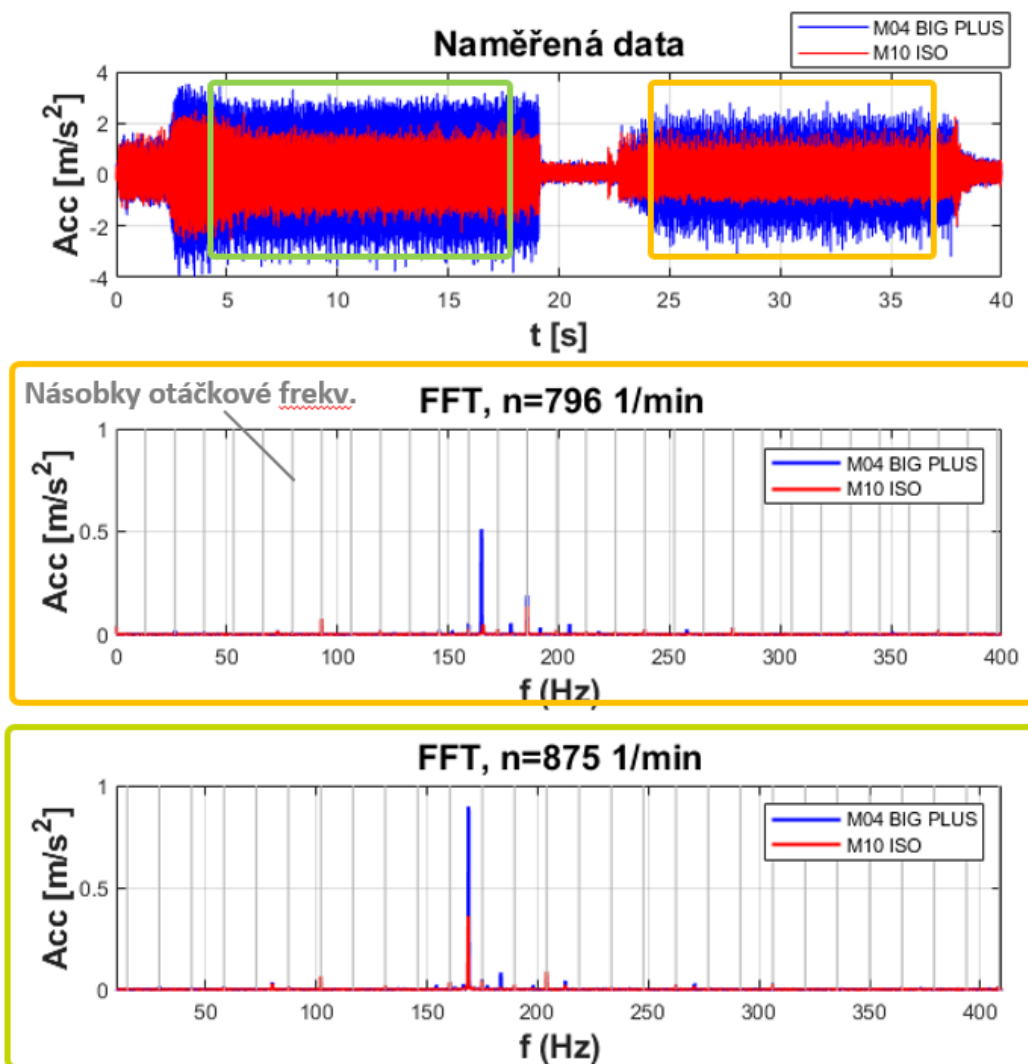 Naměřená data
M04 BIG PLUS
M10 ISO
Acc [m/s²]
4
2
0
-2
-4
0 5 10 15 20 25 30 35 40
t [s]
Násobky otáčkové frekv.
FFT, n=796 1/min
M04 BIG PLUS
M10 ISO
Acc [m/s²]
1
0.5
0
0 50 100 150 200 250 300 350 400
f (Hz)
FFT, n=875 1/min
M04 BIG PLUS
M10 ISO
Acc [m/s²]
1
0.5
0
50 100 150 200 250 300 350 400
f (Hz)